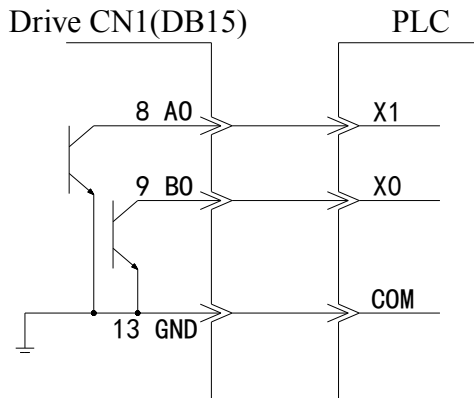 Drive CN1(DB15) PLC
8 AO X1
9 BO X0
COM
13 GND